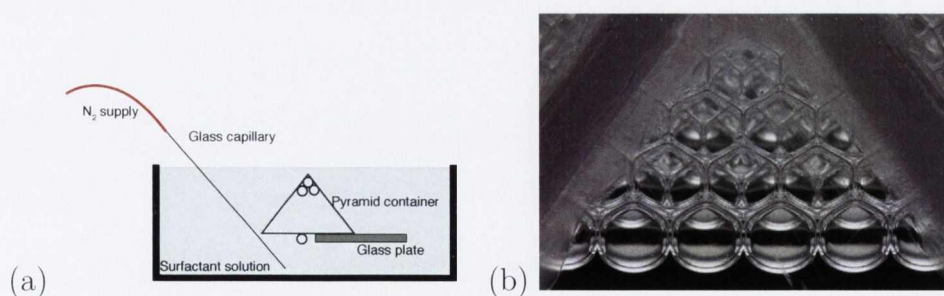 N₂ supply
Glass capillary
Pyramid container
Glass plate
Surfactant solution
(a)
(b)